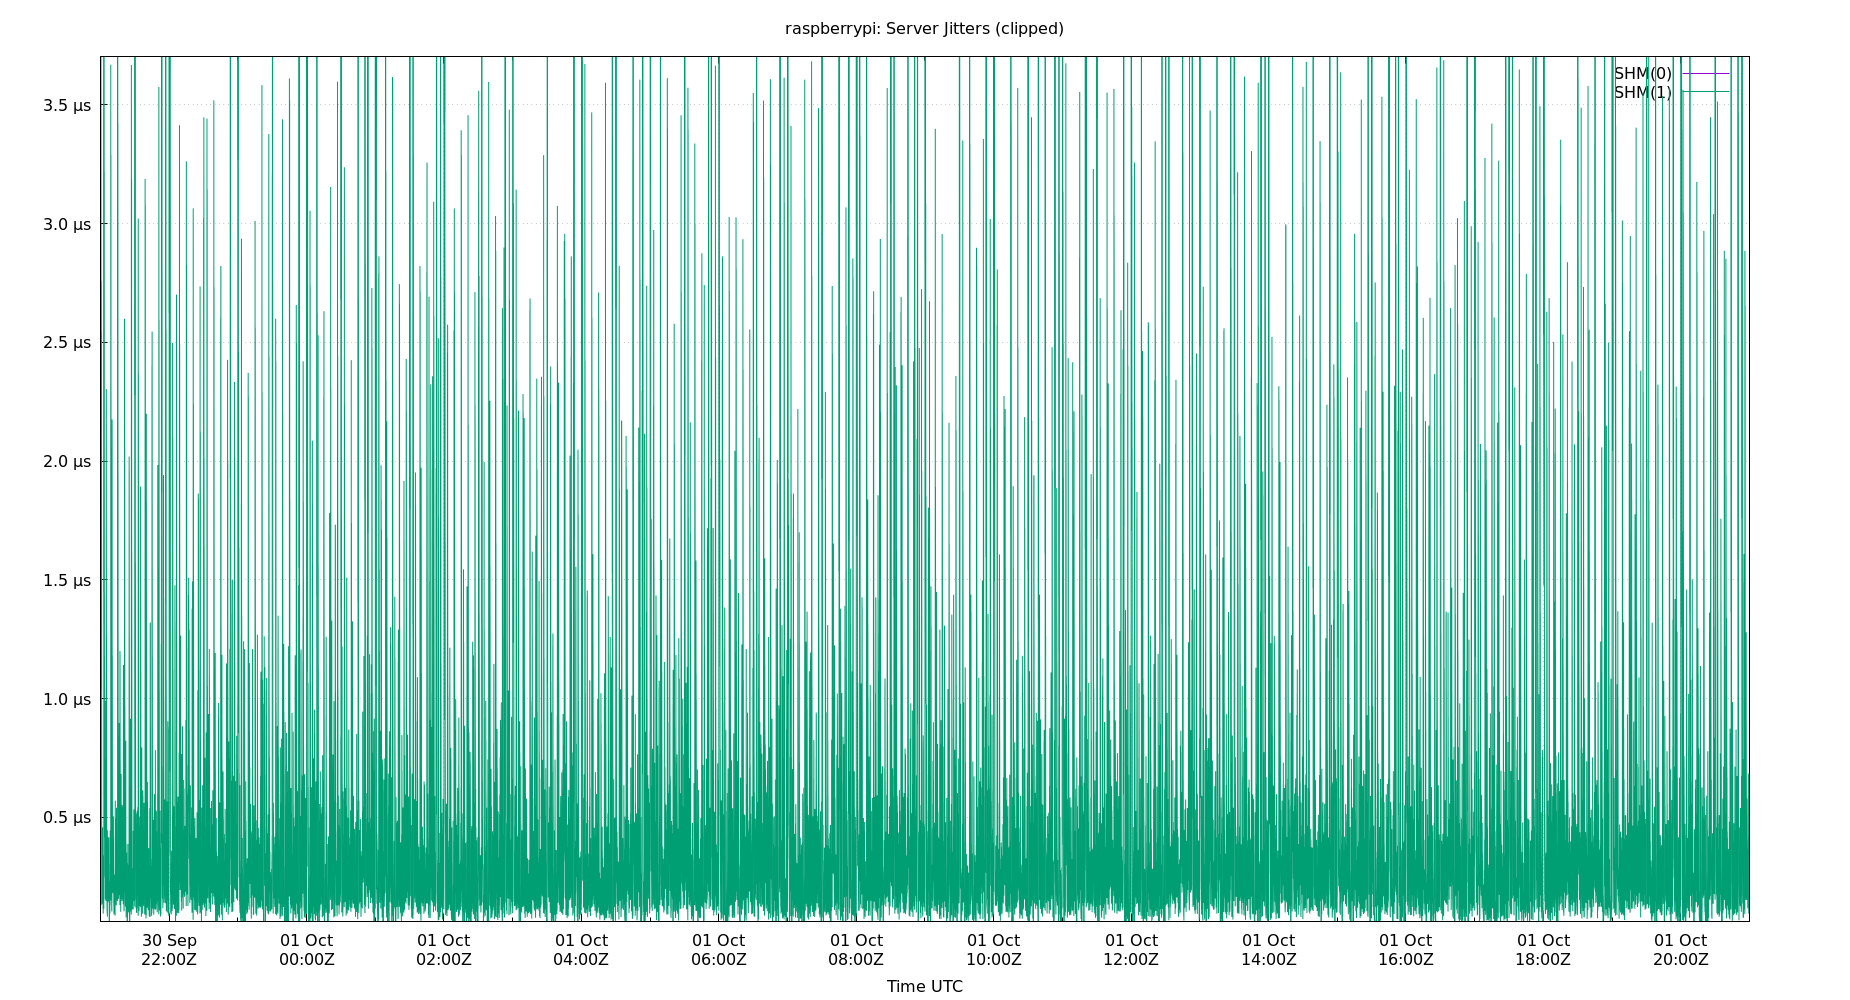 raspberrypi: Server Jitters (clipped)
SHM(0)
SHM(1)
3.5 µs
3.0 µs
2.5 µs
2.0 µs
1.5 µs
1.0 µs
0.5 µs
30 Sep 01 Oct 01 Oct 01 Oct 01 Oct 01 Oct 01 Oct 01 Oct 01 Oct 01 Oct 01 Oct 01 Oct
22:00Z 00:00Z 02:00Z 04:00Z 06:00Z 08:00Z 10:00Z 12:00Z 14:00Z 16:00Z 18:00Z 20:00Z
Time UTC